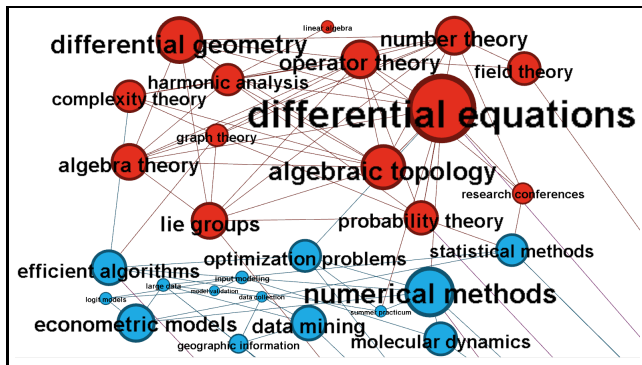 linear algebra
differential geometry
number theory
operator theory
field theory
harmonic analysis
complexity theory
differential equations
graph theory
algebra theory
algebraic topology
research conferences
lie groups
probability theory
statistical methods
optimization problems
efficient algorithms
input modeling
large data
model validation
numerical methods
logit models
data collection
summer practicum
econometric models
data mining
molecular dynamics
geographic information